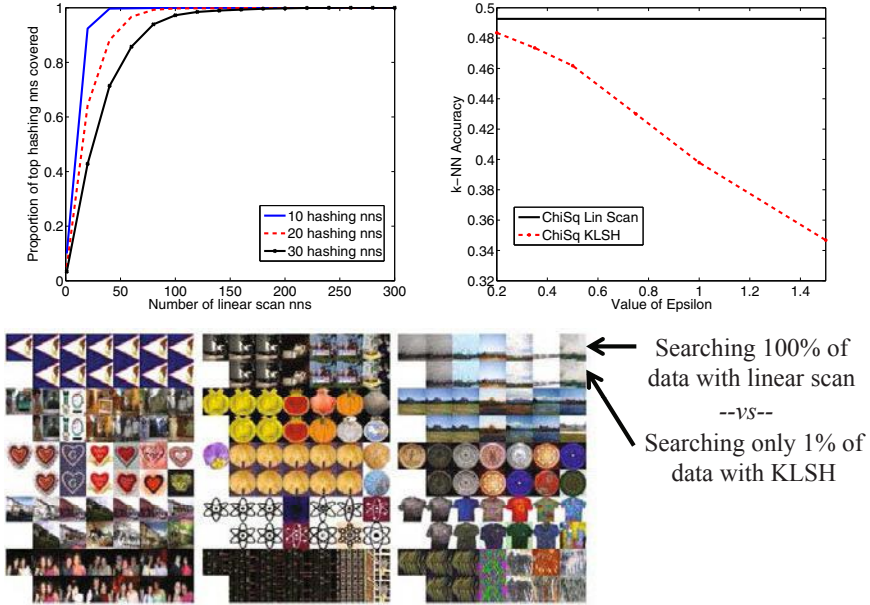 1
0.8
0.6
0.4
0.2
0
0 50 100 150 200 250 300
Proportion of top hashing nns covered
Number of linear scan nns
10 hashing nns
20 hashing nns
30 hashing nns
0.5
0.48
0.46
0.44
0.42
0.4
0.38
0.36
0.34
0.32
0.2 0.4 0.6 0.8 1 1.2 1.4
k−NN Accuracy
Value of Epsilon
ChiSq Lin Scan
ChiSq KLSH
Searching 100% of
data with linear scan
--vs--
Searching only 1% of
data with KLSH